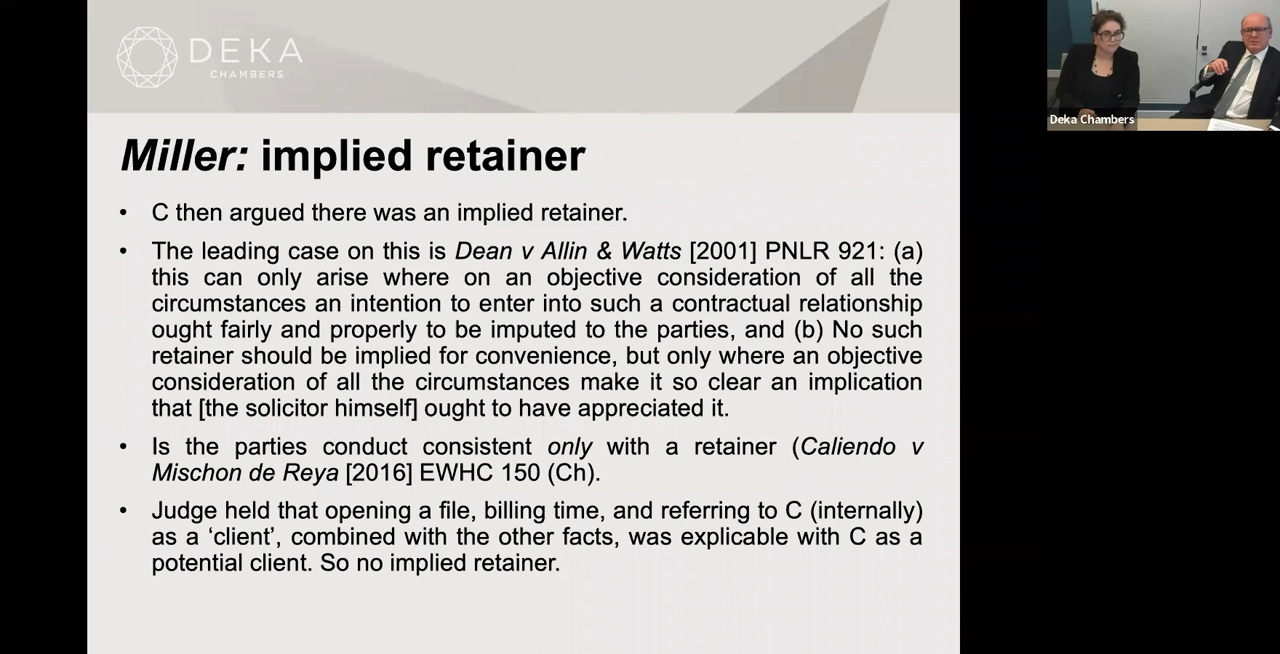 DEKA
CHAMBERS
Miller: implied retainer
• C then argued there was an implied retainer.
• The leading case on this is Dean v Allin & Watts [2001] PNLR 921: (a)
this can only arise where on an objective consideration of all the
circumstances an intention to enter into such a contractual relationship
ought fairly and properly to be imputed to the parties, and (b) No such
retainer should be implied for convenience, but only where an objective
consideration of all the circumstances make it so clear an implication
that [the solicitor himself] ought to have appreciated it.
• Is the parties conduct consistent only with a retainer (Caliendo v
Mischon de Reya [2016] EWHC 150 (Ch).
• Judge held that opening a file, billing time, and referring to C (internally)
as a ‘client’, combined with the other facts, was explicable with C as a
potential client. So no implied retainer.
Deka Chambers